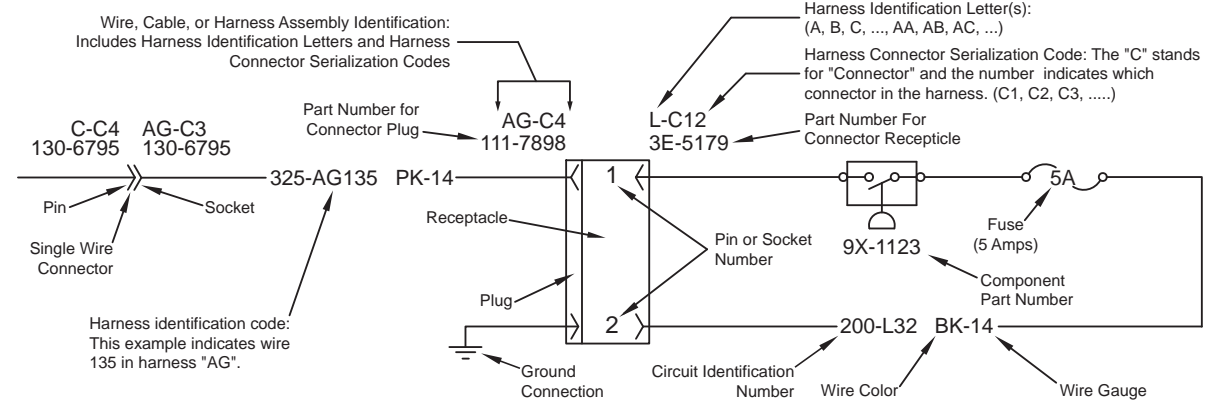 Wire, Cable, or Harness Assembly Identification:
Includes Harness Identification Letters and Harness
Connector Serialization Codes
Harness Identification Letter(s):
(A, B, C, ..., AA, AB, AC, ...)
Harness Connector Serialization Code: The "C" stands
for "Connector" and the number indicates which
connector in the harness. (C1, C2, C3, .....)
Part Number for
Connector Plug
AG-C4
111-7898
L-C12
3E-5179
Part Number For
Connector Recepticle
C-C4
130-6795
AG-C3
130-6795
325-AG135
PK-14
1
5A
Pin
Socket
Single Wire
Connector
Receptacle
Plug
Pin or Socket
Number
9X-1123
Fuse
(5 Amps)
Component
Part Number
Harness identification code:
This example indicates wire
135 in harness "AG".
2
200-L32
BK-14
Ground
Connection
Circuit Identification
Number
Wire Color
Wire Gauge